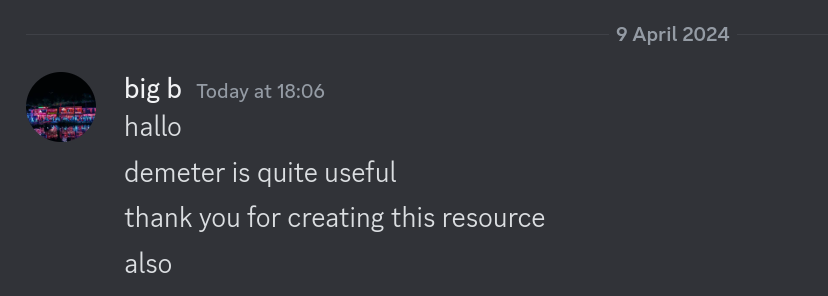 9 April 2024
big b Today at 18:06
hallo
demeter is quite useful
thank you for creating this resource
also